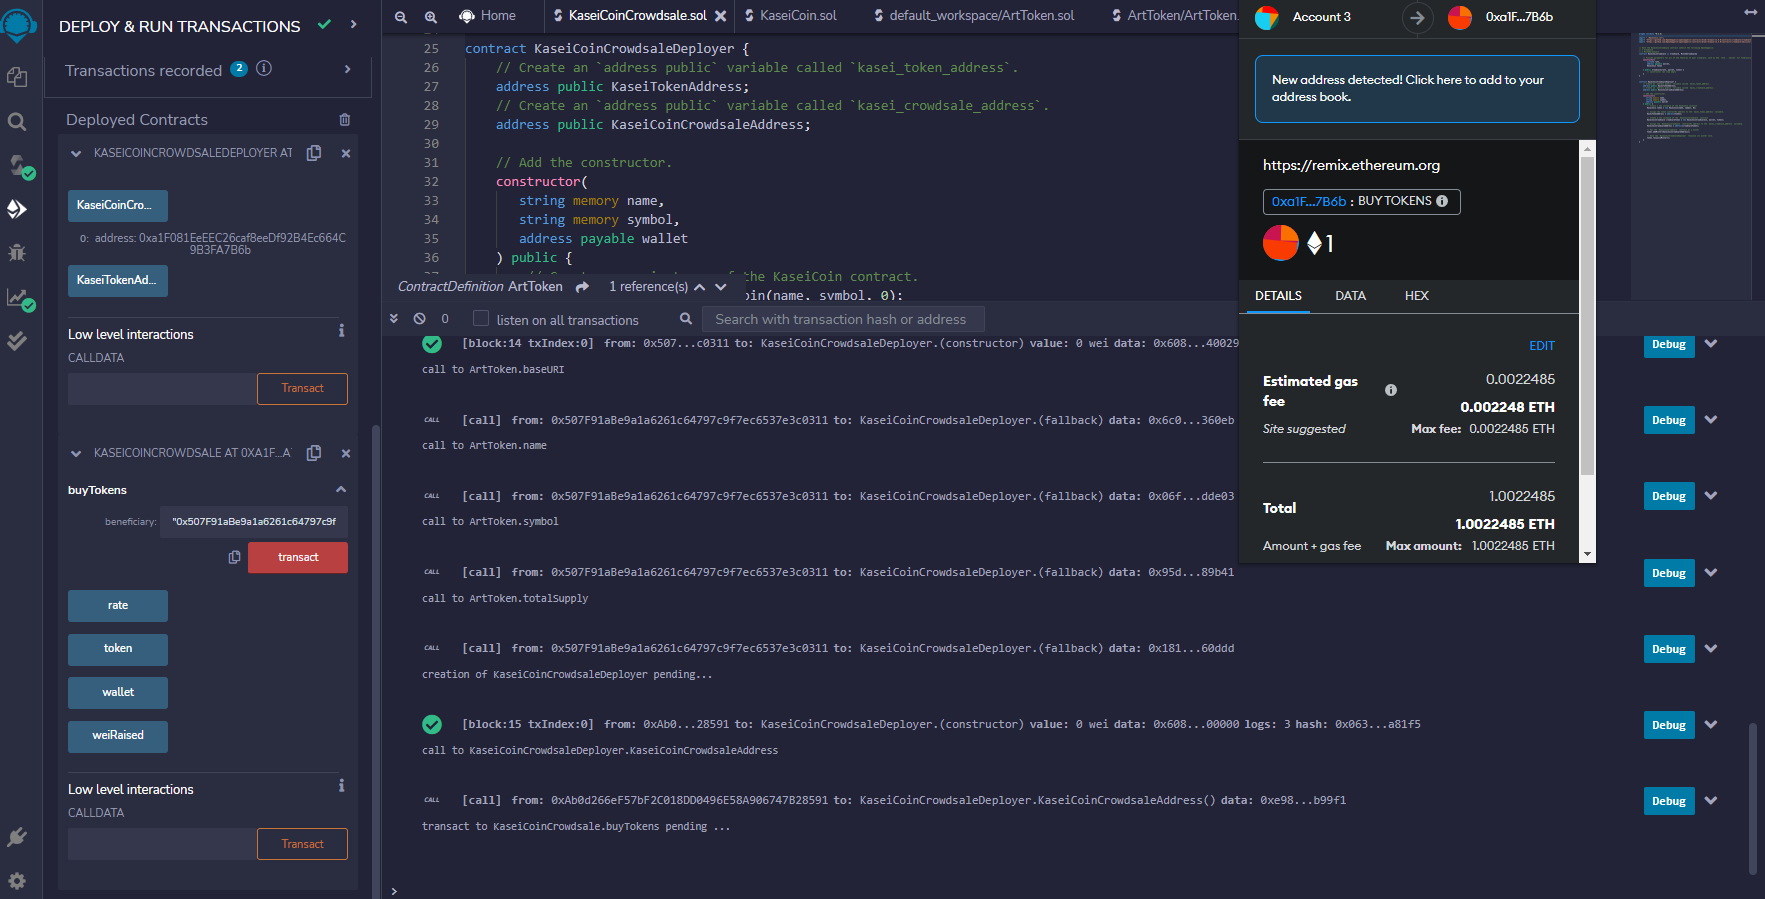 DEPLOY & RUN TRANSACTIONS
Transactions recorded 2
Deployed Contracts
KASEICOINCROWDSALEDEPLOYER AT
KaseiCoinCro...
0: address: 0xa1F081EeEEC26caf8eeDf92B4Ec664C
9B3FA7B6b
KaseiTokenAd...
Low level interactions
CALLDATA
Transact
KASEICOINCROWDSALE AT 0XA1F...A
buyTokens
beneficiary: "0x507F91aBe9a1a6261c64797c9f
transact
rate
token
wallet
weiRaised
Low level interactions
CALLDATA
Transact
Home
KaseiCoinCrowdsale.sol
KaseiCoin.sol
default_workspace/ArtToken.sol
ArtToken/ArtToken.
25 contract KaseiCoinCrowdsaleDeployer {
26 // Create an `address public` variable called `kasei_token_address`.
27 address public KaseiTokenAddress;
28 // Create an `address public` variable called `kasei_crowdsale_address`.
29 address public KaseiCoinCrowdsaleAddress;
30
31 // Add the constructor.
32 constructor(
33 string memory name,
34 string memory symbol,
35 address payable wallet
36 ) public {
the KaseiCoin contract.
ContractDefinition ArtToken 1 reference(s)
oin(name, symbol, 0);
0 listen on all transactions Search with transaction hash or address
[block:14 txIndex:0] from: 0x507...c0311 to: KaseiCoinCrowdsaleDeployer.(constructor) value: 0 wei data: 0x608...40029
Debug
call to ArtToken.baseURI
CALL [call] from: 0x507F91aBe9a1a6261c64797c9f7ec6537e3c0311 to: KaseiCoinCrowdsaleDeployer.(fallback) data: 0x6c0...360eb
Debug
call to ArtToken.name
CALL [call] from: 0x507F91aBe9a1a6261c64797c9f7ec6537e3c0311 to: KaseiCoinCrowdsaleDeployer.(fallback) data: 0x06f...dde03
Debug
call to ArtToken.symbol
CALL [call] from: 0x507F91aBe9a1a6261c64797c9f7ec6537e3c0311 to: KaseiCoinCrowdsaleDeployer.(fallback) data: 0x95d...89b41
Debug
call to ArtToken.totalSupply
CALL [call] from: 0x507F91aBe9a1a6261c64797c9f7ec6537e3c0311 to: KaseiCoinCrowdsaleDeployer.(fallback) data: 0x181...60ddd
Debug
creation of KaseiCoinCrowdsaleDeployer pending...
[block:15 txIndex:0] from: 0xAb0...28591 to: KaseiCoinCrowdsaleDeployer.(constructor) value: 0 wei data: 0x608...00000 logs: 3 hash: 0x063...a81f5
Debug
call to KaseiCoinCrowdsaleDeployer.KaseiCoinCrowdsaleAddress
CALL [call] from: 0xAb0d266eF57bF2C018DD0496E58A906747B28591 to: KaseiCoinCrowdsaleDeployer.KaseiCoinCrowdsaleAddress() data: 0xe98...b99f1
Debug
transact to KaseiCoinCrowdsale.buyTokens pending ...
>
Account 3
0xa1F...7B6b
New address detected! Click here to add to your
address book.
https://remix.ethereum.org
0xa1F...7B6b : BUY TOKENS
1
DETAILS
DATA
HEX
EDIT
Estimated gas
fee
0.0022485
0.002248 ETH
Site suggested
Max fee: 0.0022485 ETH
Total
1.0022485
1.0022485 ETH
Amount + gas fee
Max amount: 1.0022485 ETH